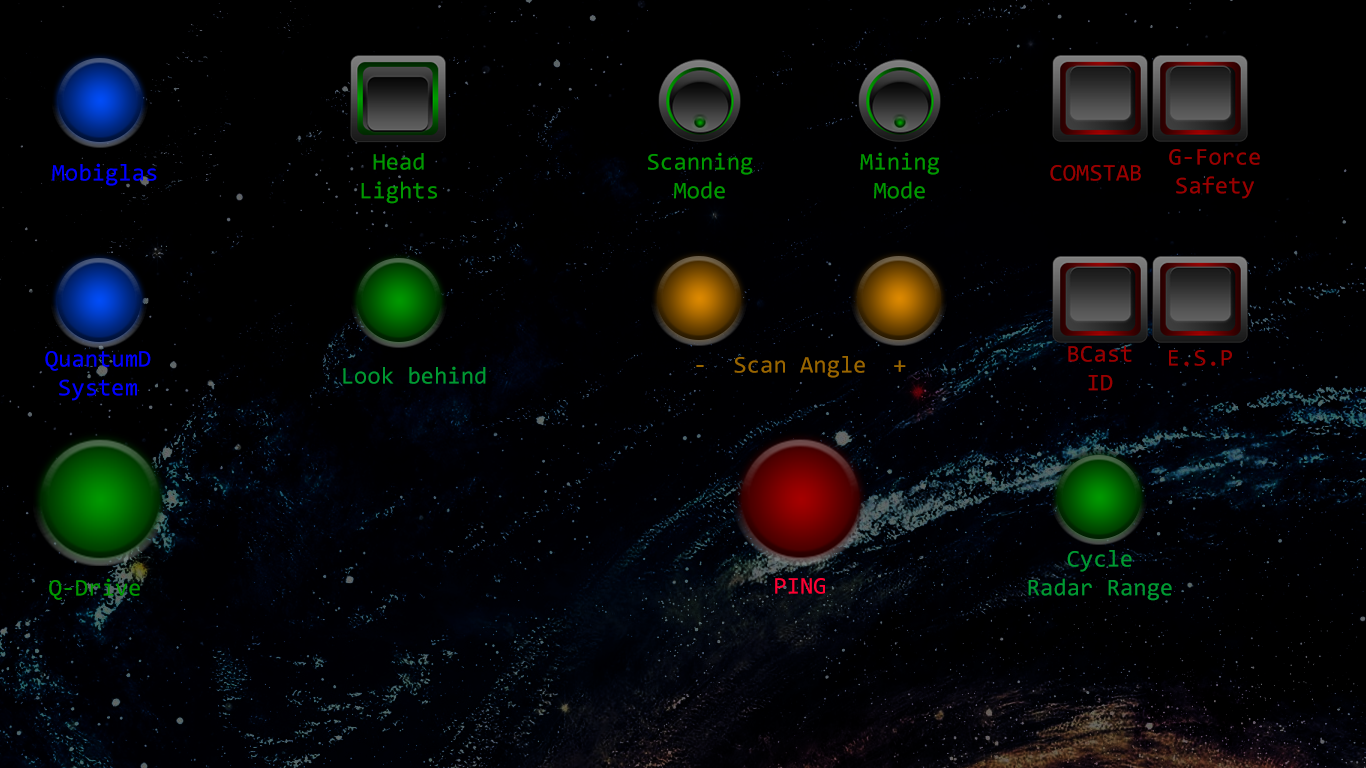 Mobiglas
Head
Lights
Scanning
Mode
Mining
Mode
COMSTAB
G-Force
Safety
QuantumD
System
Look behind
- Scan Angle +
BCast
ID
E.S.P
Q-Drive
PING
Cycle
Radar Range